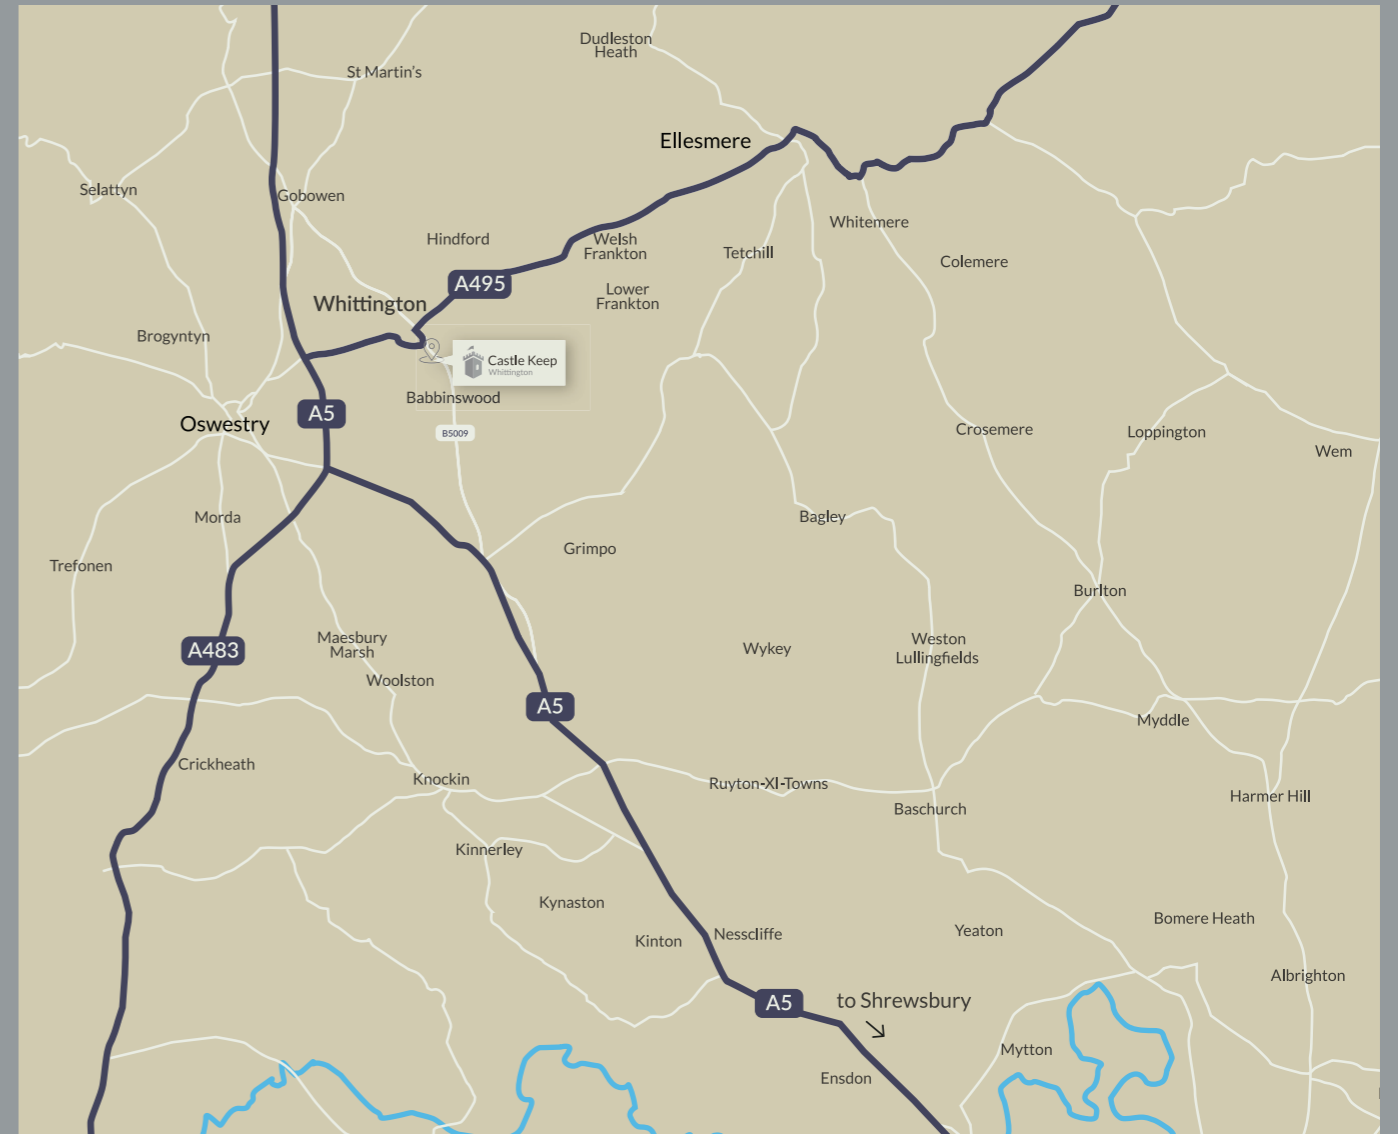 Dudleston
Heath
St Martin's
Ellesmere
Selattyn
Gobowen
Whitemere
Hindford
Welsh
Frankton
Tetchill
Colemere
A495
Lower
Frankton
Whittington
Brogyntyn
Castle Keep
Whittington
Babbinswood
A5
Oswestry
B5009
Crosemere
Loppington
Wem
Morda
Bagley
Grimpo
Trefonen
Burlton
Maesbury
Marsh
A483
Wykey
Weston
Lullingfields
Woolston
A5
Myddle
Crickheath
Knockin
Ruyton-XI-Towns
Baschurch
Harmer Hill
Kinnerley
Kynaston
Kinton
Nesscliffe
Yeaton
Bomere Heath
Albrighton
A5
to Shrewsbury
Mytton
Ensdon